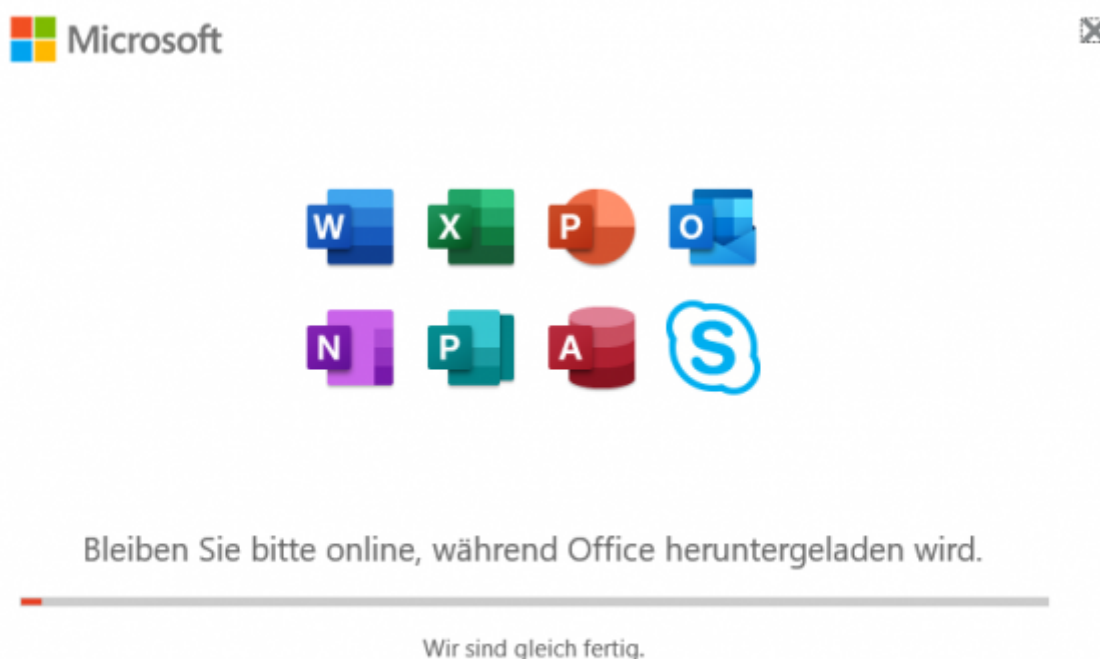 Microsoft
W X P O
N P A S
Bleiben Sie bitte online, während Office heruntergeladen wird.
Wir sind gleich fertig.